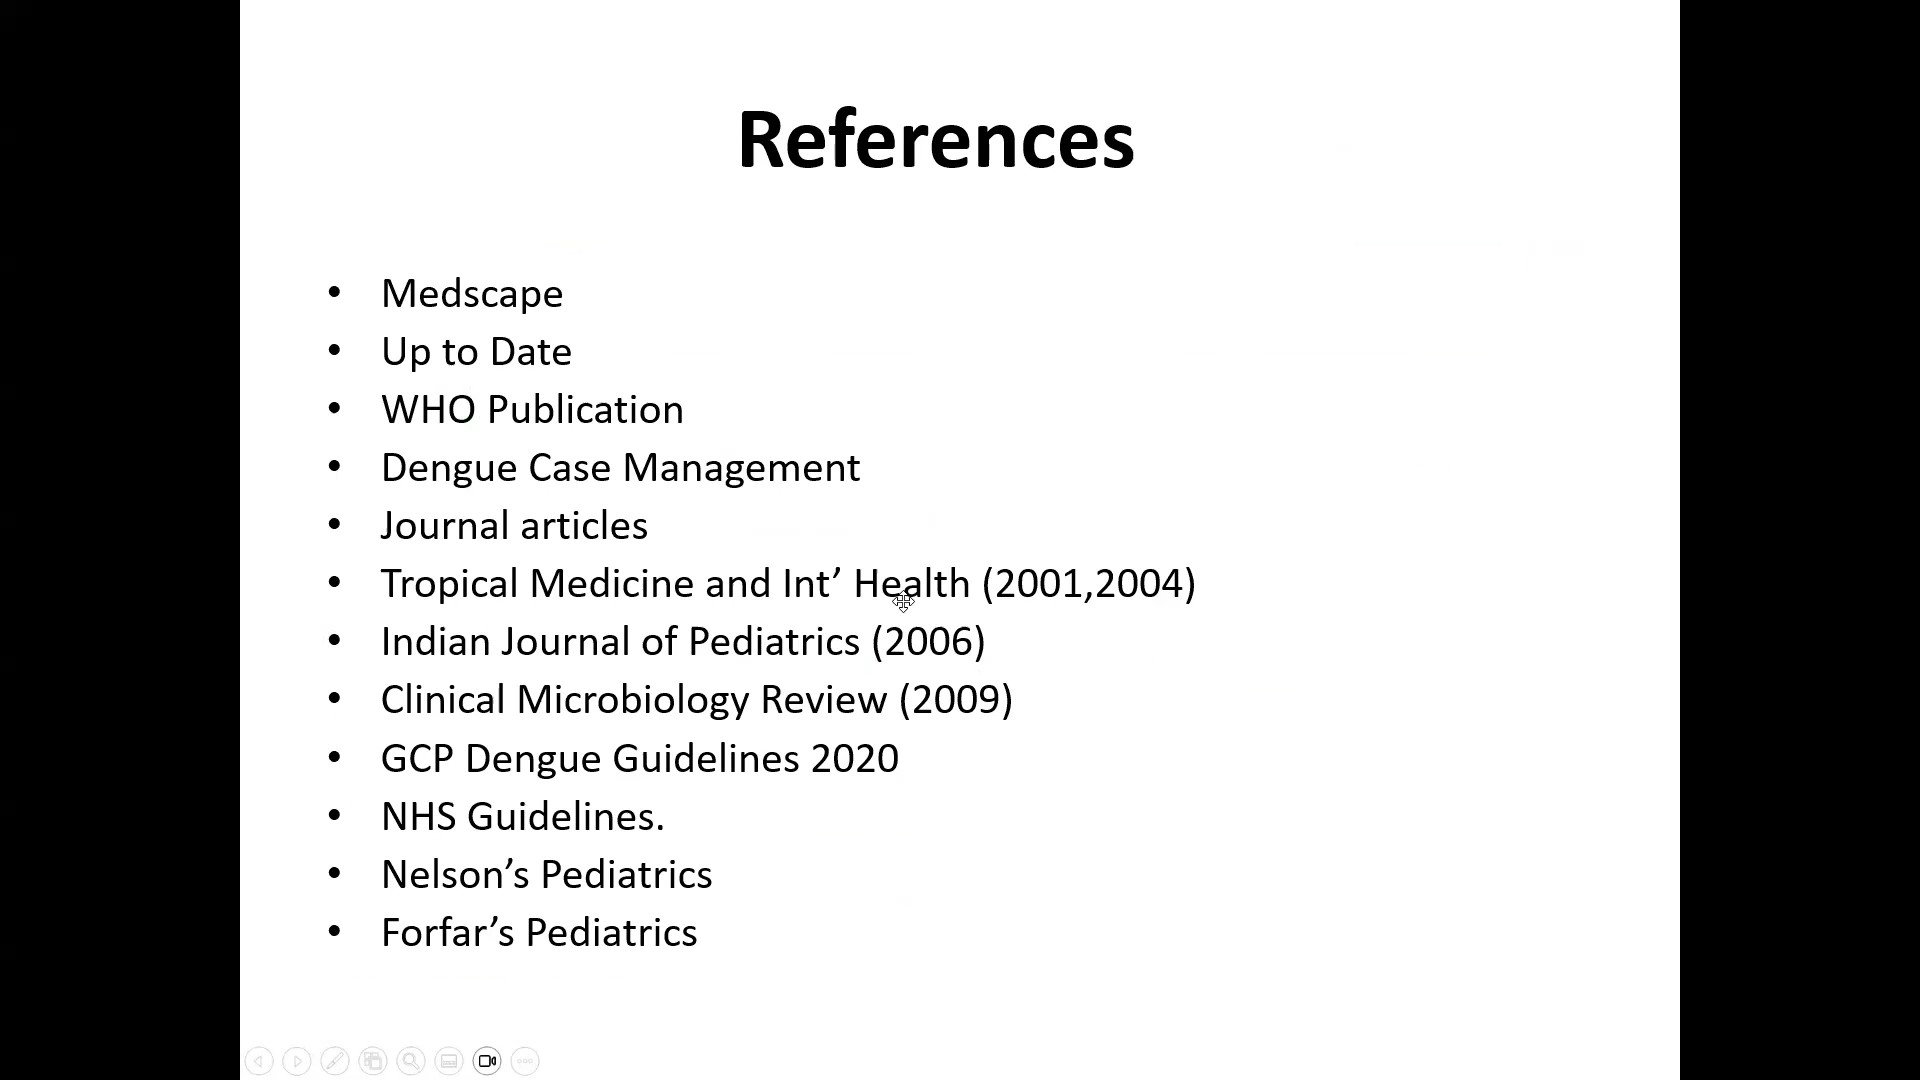 References
• Medscape
• Up to Date
• WHO Publication
• Dengue Case Management
• Journal articles
• Tropical Medicine and Int’ Health (2001,2004)
• Indian Journal of Pediatrics (2006)
• Clinical Microbiology Review (2009)
• GCP Dengue Guidelines 2020
• NHS Guidelines.
• Nelson’s Pediatrics
• Forfar’s Pediatrics